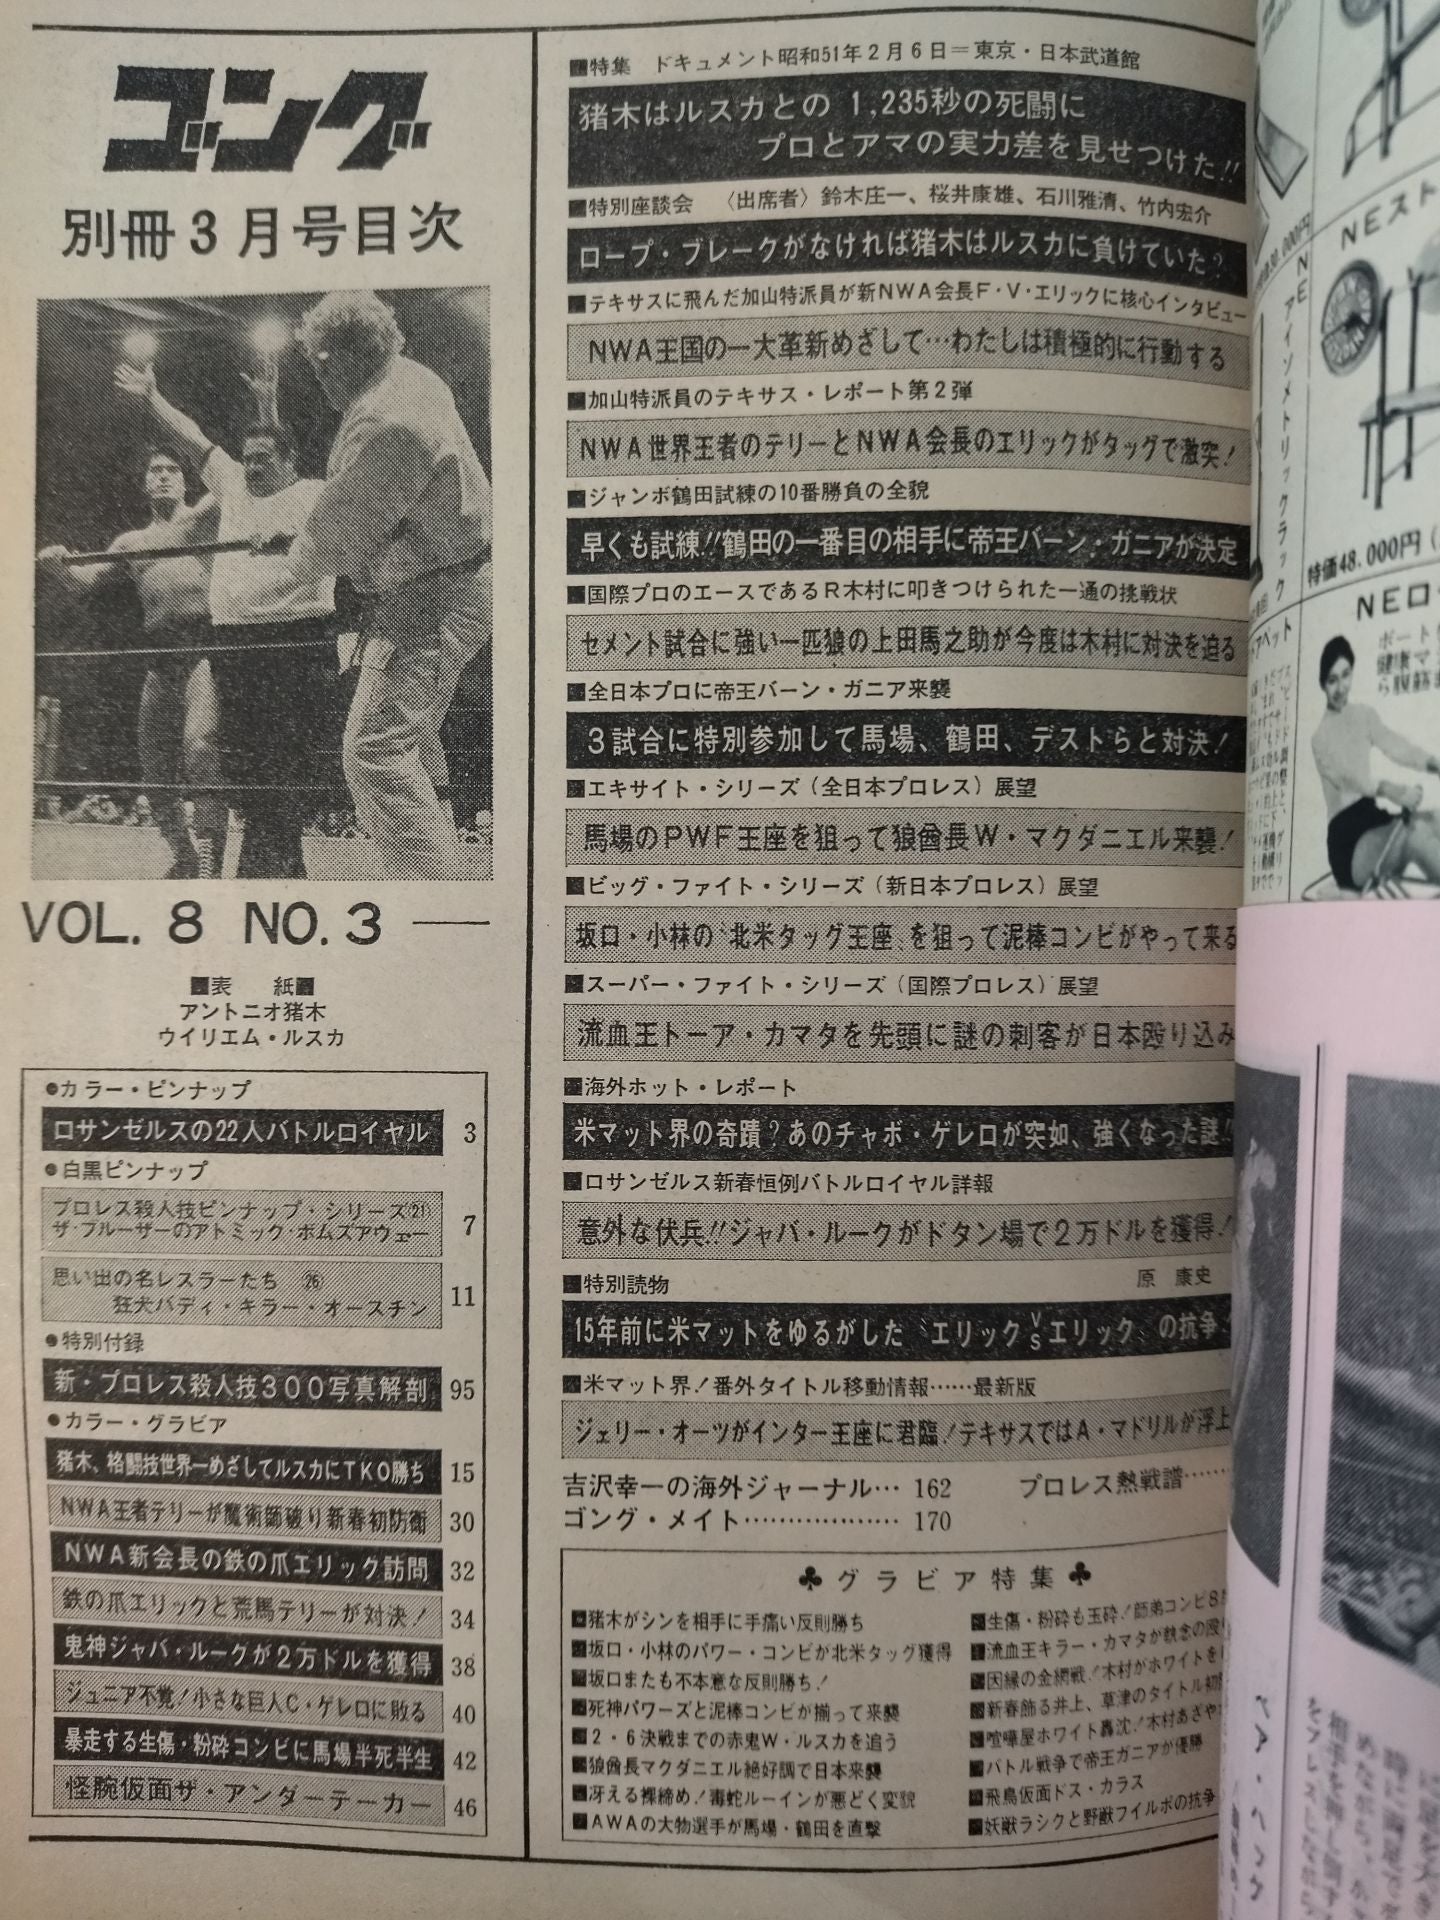 ゴング
別冊3月号目次
VOL. 8 NO. 3
■表 紙■
アントニオ猪木
ウイリエム・ルスカ
●カラー・ピンナップ
ロサンゼルスの22人バトルロイヤル 3
●白黒ピンナップ
プロレス殺人技ピンナップ・シリーズ(21)
ザ・ブルーザーのアトミック・ボムズアウェー 7
思い出の名レスラーたち ㉖
狂犬バディ・キラー・オースチン 11
●特別付録
新・プロレス殺人技300写真解剖 95
●カラー・グラビア
猪木、格闘技世界一めざしてルスカにTKO勝ち 15
NWA王者テリーが魔術師破り新春初防衛 30
NWA新会長の鉄の爪エリック訪問 32
鉄の爪エリックと荒馬テリーが対決! 34
鬼神ジャバ・ルークが2万ドルを獲得 38
ジュニア不覚!小さな巨人C・ゲレロに敗る 40
暴走する生傷・粉砕コンビに馬場半死半生 42
怪腕仮面ザ・アンダーテーカー 46
■特集 ドキュメント昭和51年2月6日=東京・日本武道館
猪木はルスカとの 1,235秒の死闘に
プロとアマの実力差を見せつけた!!
■特別座談会 〈出席者〉鈴木庄一、桜井康雄、石川雅清、竹内宏介
ロープ・ブレークがなければ猪木はルスカに負けていた?
■テキサスに飛んだ加山特派員が新NWA会長F・V・エリックに核心インタビュー
NWA王国の一大革新めざして…わたしは積極的に行動する
■加山特派員のテキサス・レポート第2弾
NWA世界王者のテリーとNWA会長のエリックがタッグで激突!
■ジャンボ鶴田試練の10番勝負の全貌
早くも試練!!鶴田の一番目の相手に帝王バーン・ガニアが決定
■国際プロのエースであるR木村に叩きつけられた一通の挑戦状
セメント試合に強い一匹狼の上田馬之助が今度は木村に対決を迫る
■全日本プロに帝王バーン・ガニア来襲
3試合に特別参加して馬場、鶴田、デストらと対決!
■エキサイト・シリーズ(全日本プロレス)展望
馬場のPWF王座を狙って狼酋長W・マクダニエル来襲!
■ビッグ・ファイト・シリーズ(新日本プロレス)展望
坂口・小林の〝北米タッグ王座〟を狙って泥棒コンビがやって来る
■スーパー・ファイト・シリーズ(国際プロレス)展望
流血王トーア・カマタを先頭に謎の刺客が日本殴り込み
■海外ホット・レポート
米マット界の奇蹟?あのチャボ・ゲレロが突如、強くなった謎!!
■ロサンゼルス新春恒例バトルロイヤル詳報
意外な伏兵!!ジャバ・ルークがドタン場で2万ドルを獲得!
■特別読物 原 康史
15年前に米マットをゆるがした〝エリックVSエリック〟の抗争
■米マット界!番外タイトル移動情報……最新版
ジェリー・オーツがインター王座に君臨!テキサスではA・マドリルが浮上
吉沢幸一の海外ジャーナル… 162 プロレス熱戦譜……
ゴング・メイト……………… 170
♣グラビア特集♣
■猪木がシンを相手に手痛い反則勝ち
■坂口・小林のパワー・コンビが北米タッグ獲得
■坂口またも不本意な反則勝ち!
■死神パワーズと泥棒コンビが揃って来襲
■2・6決戦までの赤鬼W・ルスカを追う
■狼酋長マクダニエル絶好調で日本来襲
■冴える裸締め!毒蛇ルーインが悪どく変貌
■AWAの大物選手が馬場・鶴田を直撃
■生傷・粉砕も玉砕!師弟コンビ8
■流血王キラー・カマタが執念の殴
■因縁の金網戦!木村がホワイトを
■新春飾る井上、草津のタイトル初
■喧嘩屋ホワイト轟沈!木村あざや
■バトル戦争で帝王ガニアが優勝
■飛鳥仮面ドス・カラス
■妖獣ラシクと野獣フイルポの抗争
NEスト
アイソメトリックラック
特価48.000円
NEロー
ボート
健康マ
ら腹筋